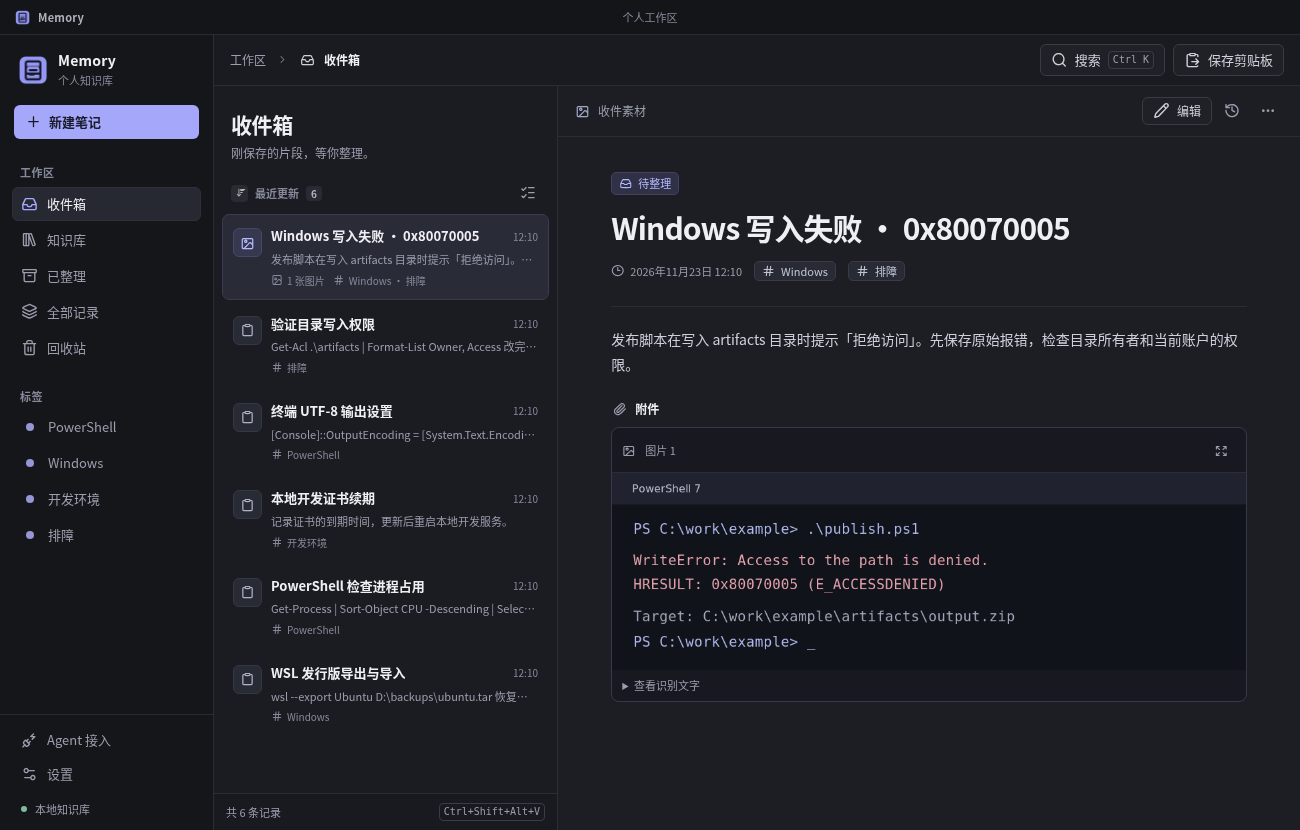 Memory
个人工作区
Memory
个人知识库
新建笔记
工作区
收件箱
知识库
已整理
全部记录
回收站
标签
PowerShell
Windows
开发环境
排障
Agent 接入
设置
本地知识库
工作区
收件箱
搜索 Ctrl K
保存剪贴板
收件箱
刚保存的片段，等你整理。
最近更新 6
Windows 写入失败 · 0x80070005 12:10
发布脚本在写入 artifacts 目录时提示「拒绝访问」。…
1 张图片 # Windows · 排障
验证目录写入权限 12:10
Get-Acl .\artifacts | Format-List Owner, Access 改完…
# 排障
终端 UTF-8 输出设置 12:10
[Console]::OutputEncoding = [System.Text.Encodi…
# PowerShell
本地开发证书续期 12:10
记录证书的到期时间，更新后重启本地开发服务。
# 开发环境
PowerShell 检查进程占用 12:10
Get-Process | Sort-Object CPU -Descending | Selec…
# PowerShell
WSL 发行版导出与导入 12:10
wsl --export Ubuntu D:\backups\ubuntu.tar 恢复…
# Windows
共 6 条记录
Ctrl+Shift+Alt+V
收件素材
编辑
待整理
Windows 写入失败 · 0x80070005
2026年11月23日 12:10 # Windows # 排障
发布脚本在写入 artifacts 目录时提示「拒绝访问」。先保存原始报错，检查目录所有者和当前账户的权
限。
附件
图片 1
PowerShell 7
PS C:\work\example> .\publish.ps1
WriteError: Access to the path is denied.
HRESULT: 0x80070005 (E_ACCESSDENIED)
Target: C:\work\example\artifacts\output.zip
PS C:\work\example> _
查看识别文字